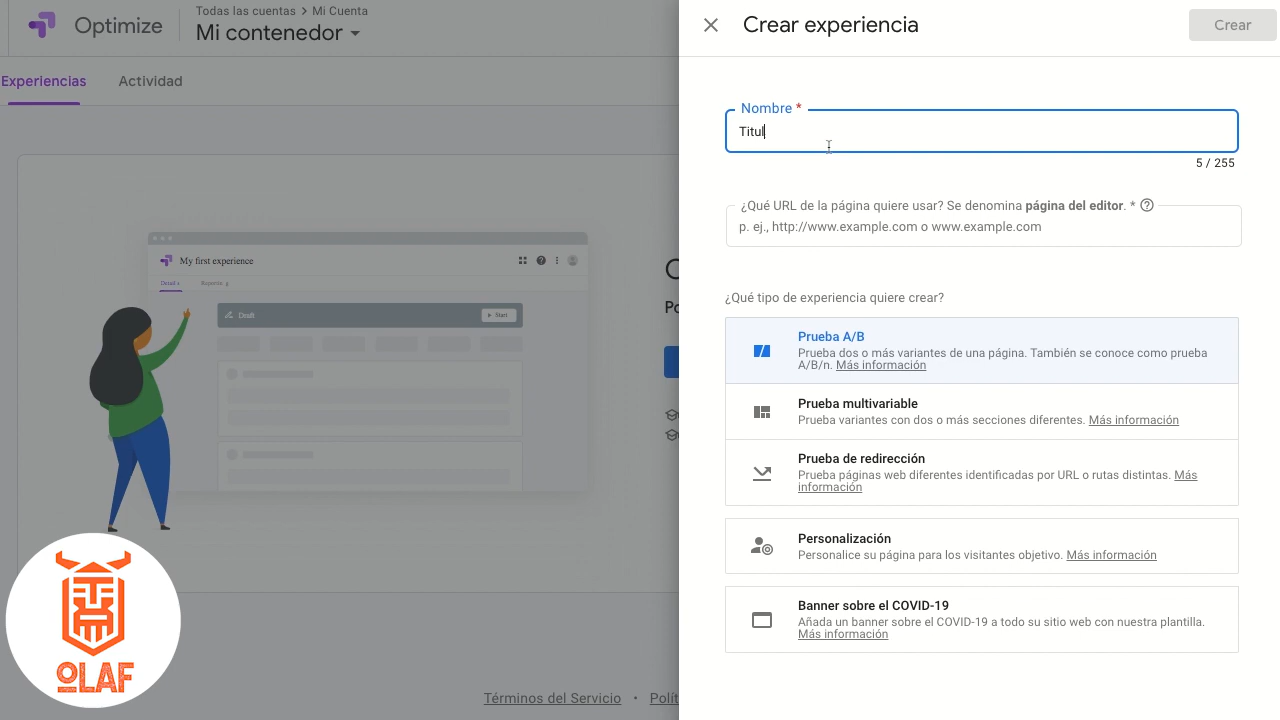 Optimize
Todas las cuentas > Mi Cuenta
Mi contenedor
Experiencias
Actividad
My first experience
Draft
Start
Términos del Servicio
•
OLAF
Crear experiencia
Crear
Nombre *
Titul
5 / 255
¿Qué URL de la página quiere usar? Se denomina página del editor. *
p. ej., http://www.example.com o www.example.com
¿Qué tipo de experiencia quiere crear?
Prueba A/B
Prueba dos o más variantes de una página. También se conoce como prueba
A/B/n. Más información
Prueba multivariable
Prueba variantes con dos o más secciones diferentes. Más información
Prueba de redirección
Prueba páginas web diferentes identificadas por URL o rutas distintas. Más
información
Personalización
Personalice su página para los visitantes objetivo. Más información
Banner sobre el COVID-19
Añada un banner sobre el COVID-19 a todo su sitio web con nuestra plantilla.
Más información